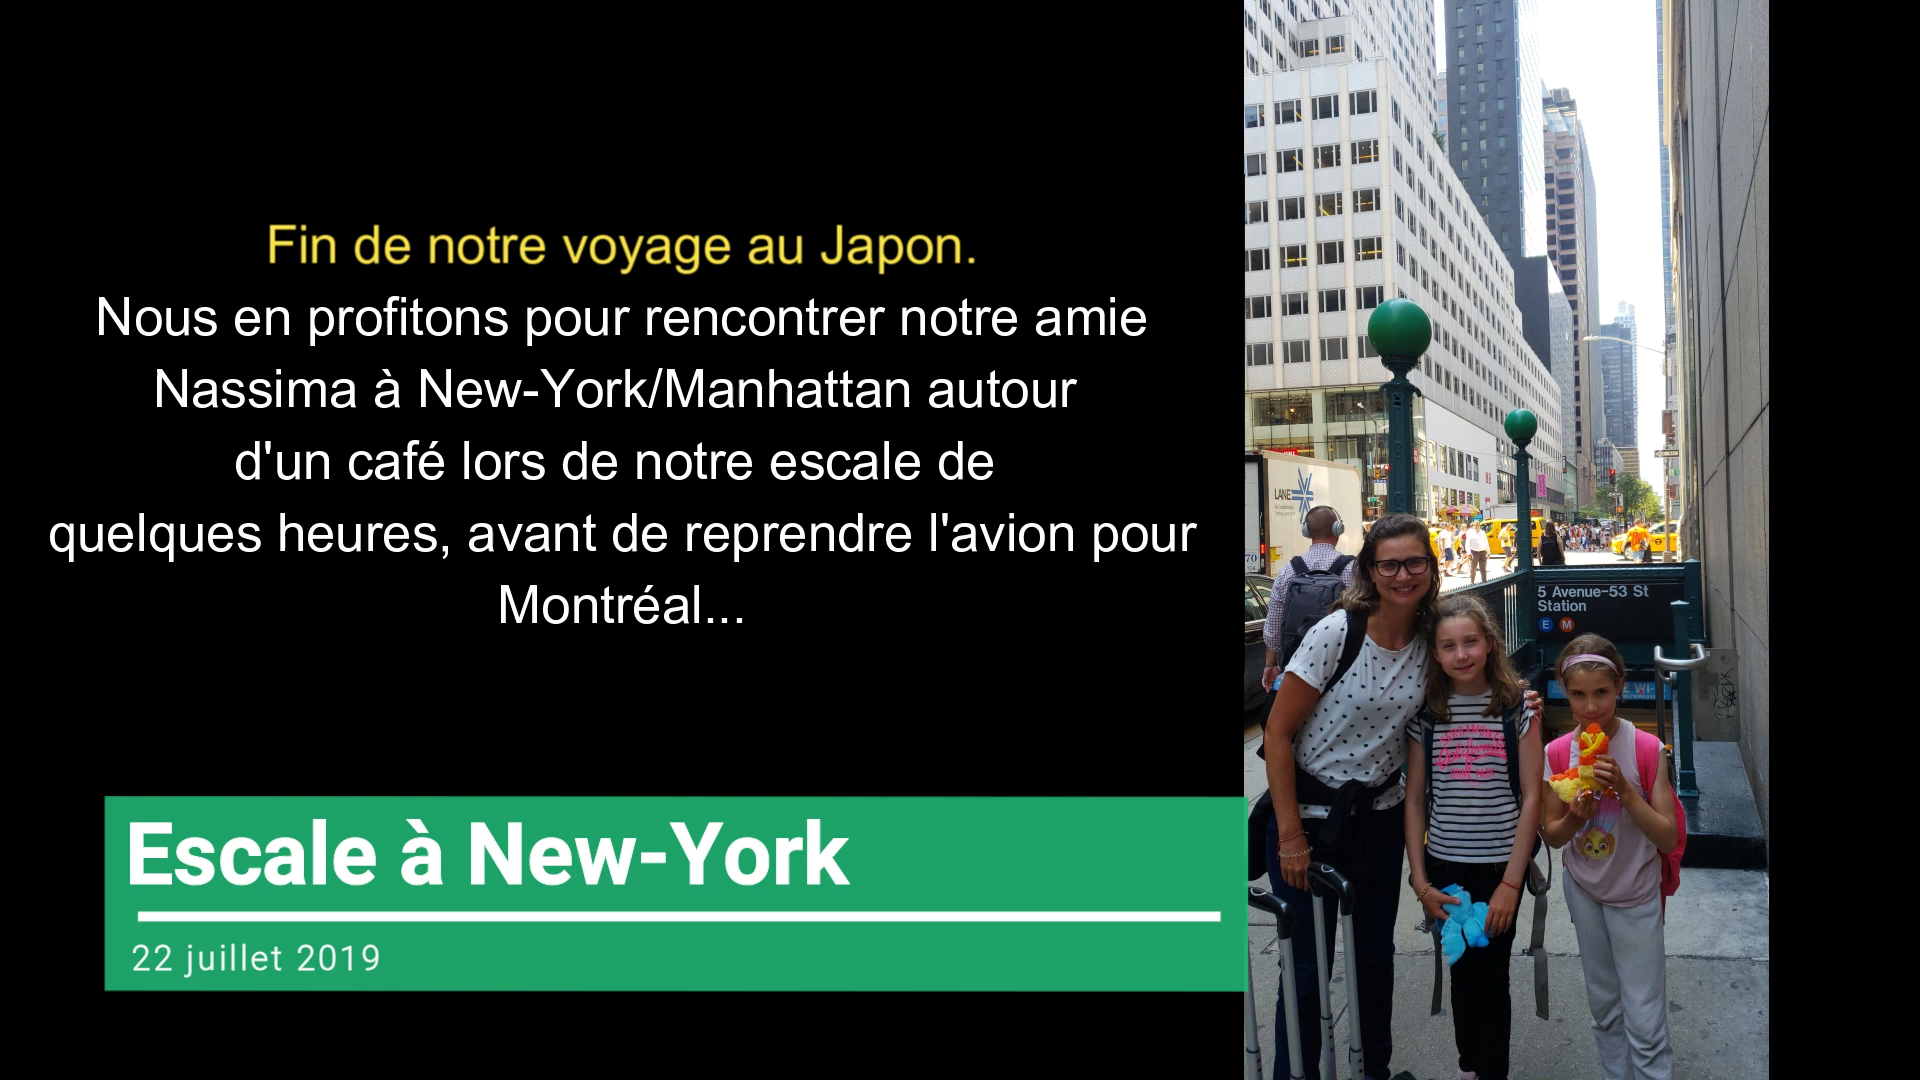 Fin de notre voyage au Japon.
Nous en profitons pour rencontrer notre amie
Nassima à New-York/Manhattan autour
d'un café lors de notre escale de
quelques heures, avant de reprendre l'avion pour
Montréal...
Escale à New-York
22 juillet 2019
LANE
70
5 Avenue-53 St
Station
E M